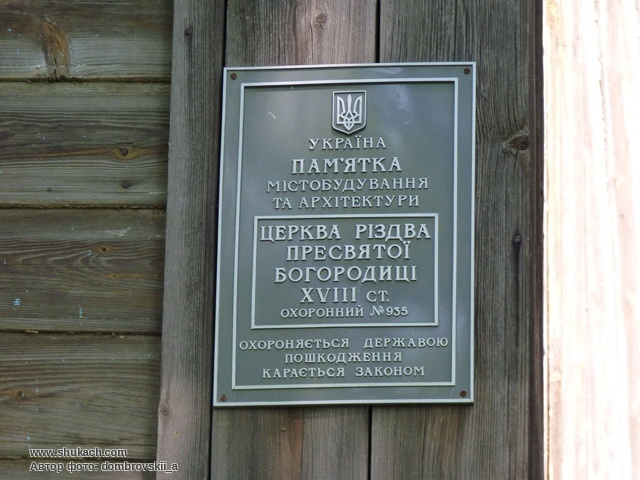 УКРАЇНА
ПАМ'ЯТКА
МІСТОБУДУВАННЯ
ТА АРХІТЕКТУРИ
ЦЕРКВА РІЗДВА
ПРЕСВЯТОЇ
БОГОРОДИЦІ
XVIII СТ.
ОХОРОННИЙ №935
ОХОРОНЯЄТЬСЯ ДЕРЖАВОЮ
ПОШКОДЖЕННЯ
КАРАЄТЬСЯ ЗАКОНОМ
www.shukach.com
Автор фото: dombrovskii_a